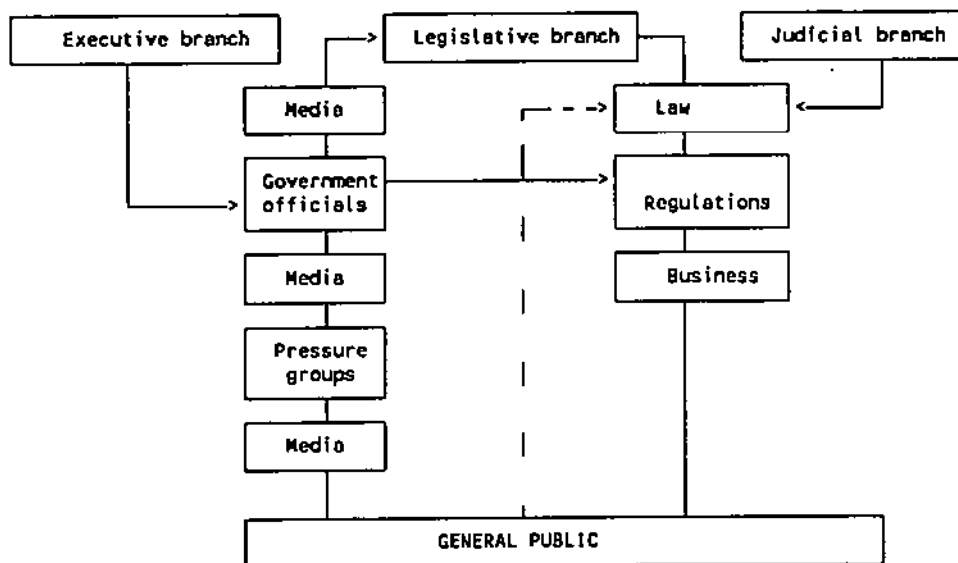 Executive branch
Legislative branch
Judicial branch
Media
Law
Government
officials
Regulations
Media
Business
Pressure
groups
Media
GENERAL PUBLIC